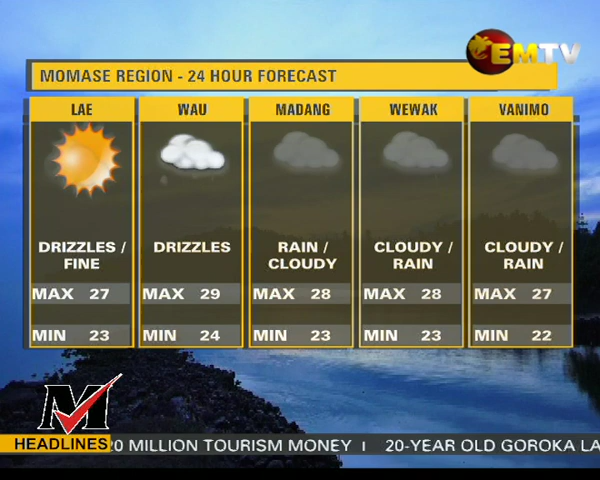 EMTV
MOMASE REGION - 24 HOUR FORECAST
LAE
DRIZZLES /
FINE
MAX 27
MIN 23
WAU
DRIZZLES
MAX 29
MIN 24
MADANG
RAIN /
CLOUDY
MAX 28
MIN 23
WEWAK
CLOUDY /
RAIN
MAX 28
MIN 23
VANIMO
CLOUDY /
RAIN
MAX 27
MIN 22
M
HEADLINES 20 MILLION TOURISM MONEY I 20-YEAR OLD GOROKA LA